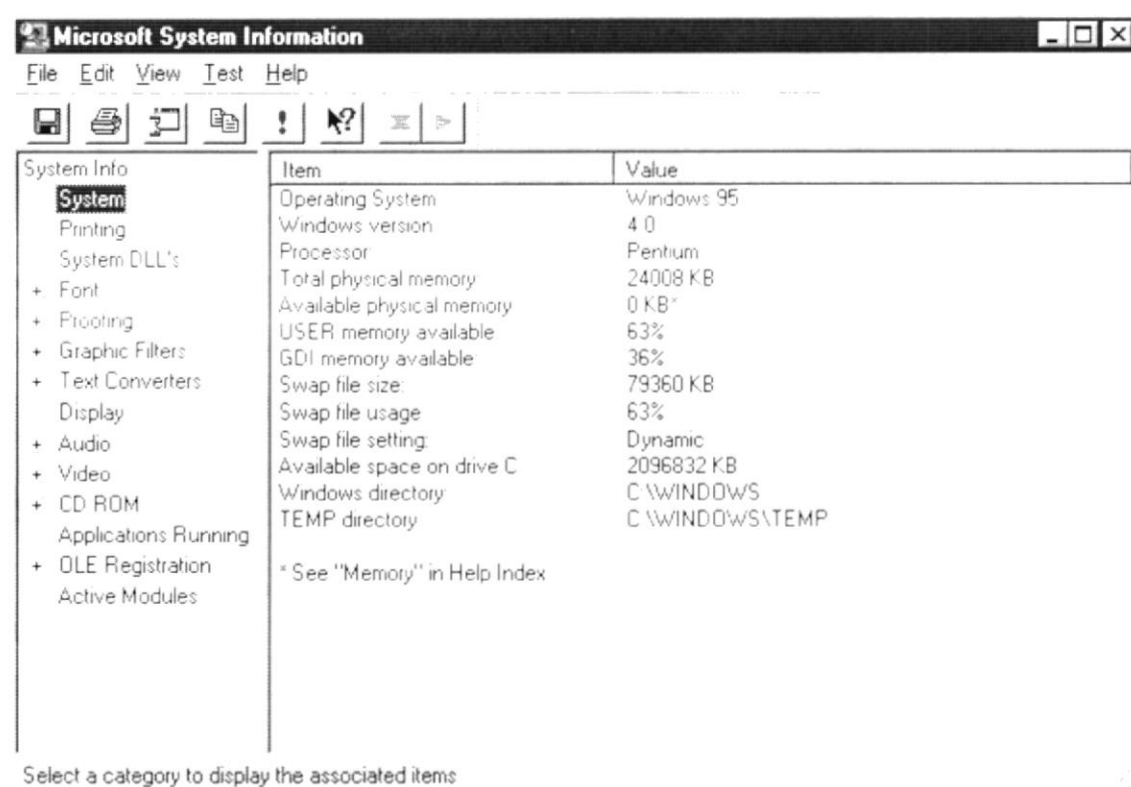 Microsoft System Information
File Edit View Test Help
System Info
System
Printing
System DLL's
+ Font
+ Proofing
+ Graphic Filters
+ Text Converters
Display
+ Audio
+ Video
+ CD ROM
Applications Running
+ OLE Registration
Active Modules
Item Value
Operating System Windows 95
Windows version 4.0
Processor Pentium
Total physical memory 24008 KB
Available physical memory 0 KB*
USER memory available 63%
GDI memory available 36%
Swap file size: 79360 KB
Swap file usage 63%
Swap file setting: Dynamic
Available space on drive C 2096832 KB
Windows directory: C:\WINDOWS
TEMP directory C:\WINDOWS\TEMP
* See "Memory" in Help Index
Select a category to display the associated items